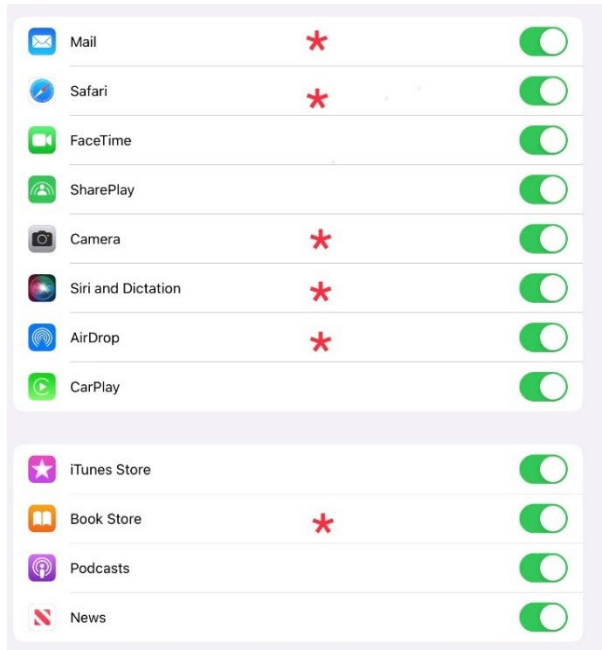 Mail *
Safari *
FaceTime
SharePlay
Camera *
Siri and Dictation *
AirDrop *
CarPlay
iTunes Store
Book Store *
Podcasts
News